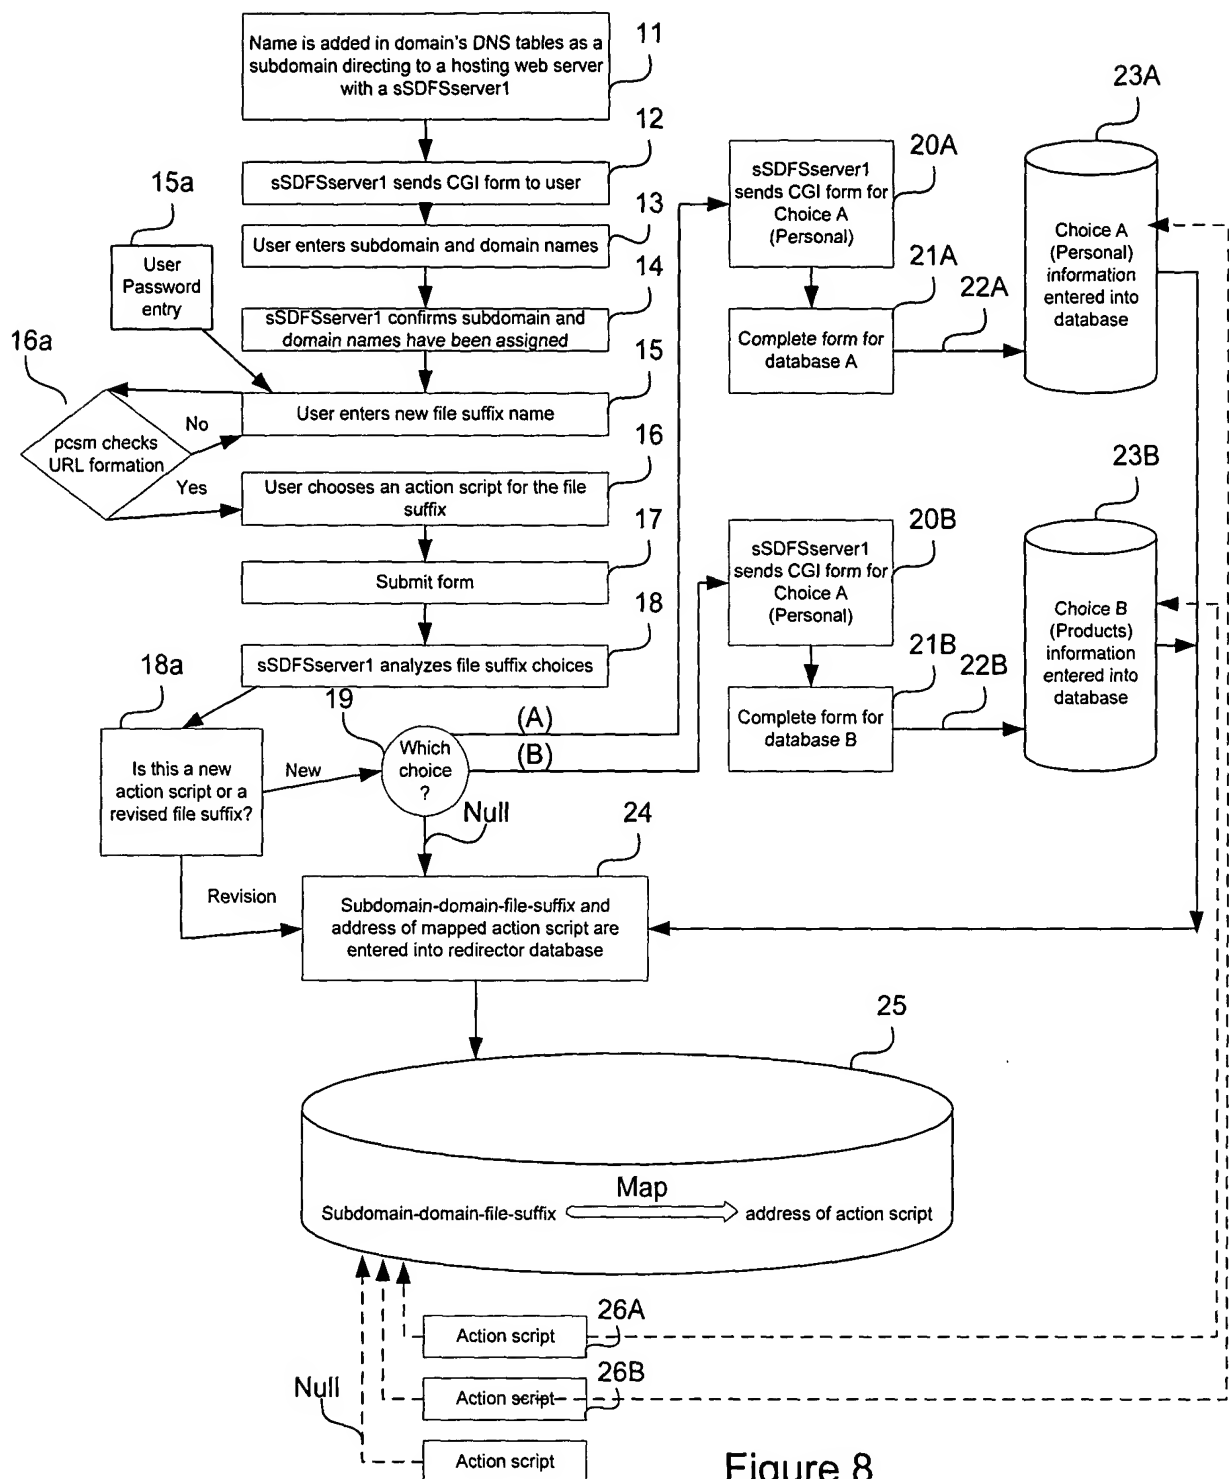 11
Name is added in domain's DNS tables as a
subdomain directing to a hosting web server
with a sSDFSserver1
12
sSDFSserver1 sends CGI form to user
13
User enters subdomain and domain names
14
sSDFSserver1 confirms subdomain and
domain names have been assigned
15a
User
Password
entry
15
User enters new file suffix name
16a
pcsm checks
URL formation
No
Yes
16
User chooses an action script for the file
suffix
17
Submit form
18
sSDFSserver1 analyzes file suffix choices
18a
Is this a new
action script or a
revised file suffix?
New
Revision
19
Which
choice
?
(A)
(B)
Null
20A
sSDFSserver1
sends CGI form for
Choice A
(Personal)
21A
Complete form for
database A
22A
23A
Choice A
(Personal)
information
entered into
database
20B
sSDFSserver1
sends CGI form for
Choice A
(Personal)
21B
Complete form for
database B
22B
23B
Choice B
(Products)
information
entered into
database
24
Subdomain-domain-file-suffix and
address of mapped action script are
entered into redirector database
25
Map
Subdomain-domain-file-suffix
address of action script
26A
Action script
26B
Action script
Null
Action script
Figure 8